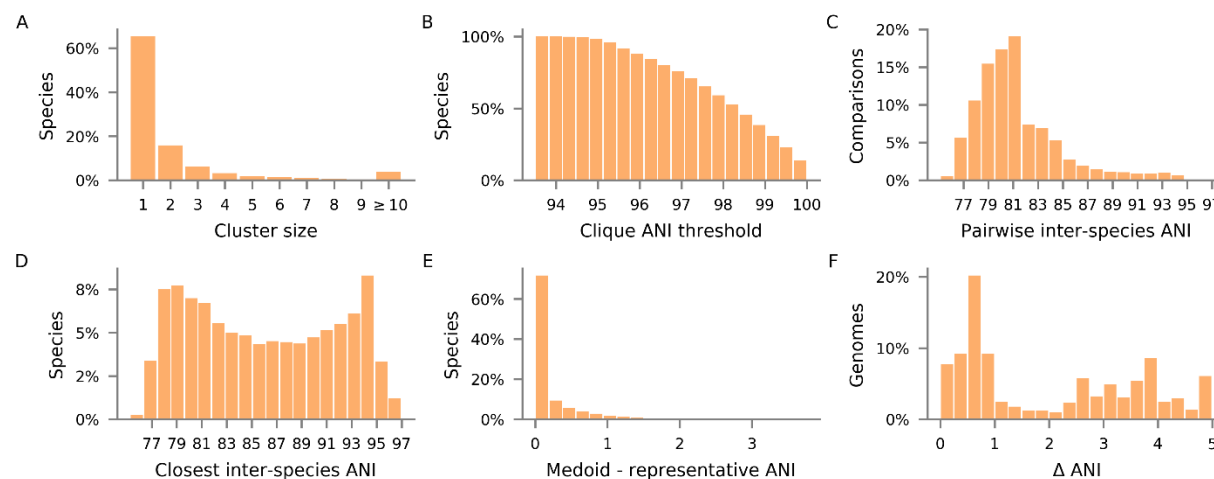 A
60%
40%
20%
0%
Species
1 2 3 4 5 6 7 8 9 ≥ 10
Cluster size
B
100%
50%
0%
Species
94 95 96 97 98 99 100
Clique ANI threshold
C
20%
15%
10%
5%
0%
Comparisons
77 79 81 83 85 87 89 91 93 95 97
Pairwise inter-species ANI
D
8%
5%
2%
0%
Species
77 79 81 83 85 87 89 91 93 95 97
Closest inter-species ANI
E
60%
40%
20%
0%
Species
0 1 2 3
Medoid - representative ANI
F
20%
10%
0%
Genomes
0 1 2 3 4 5
Δ ANI